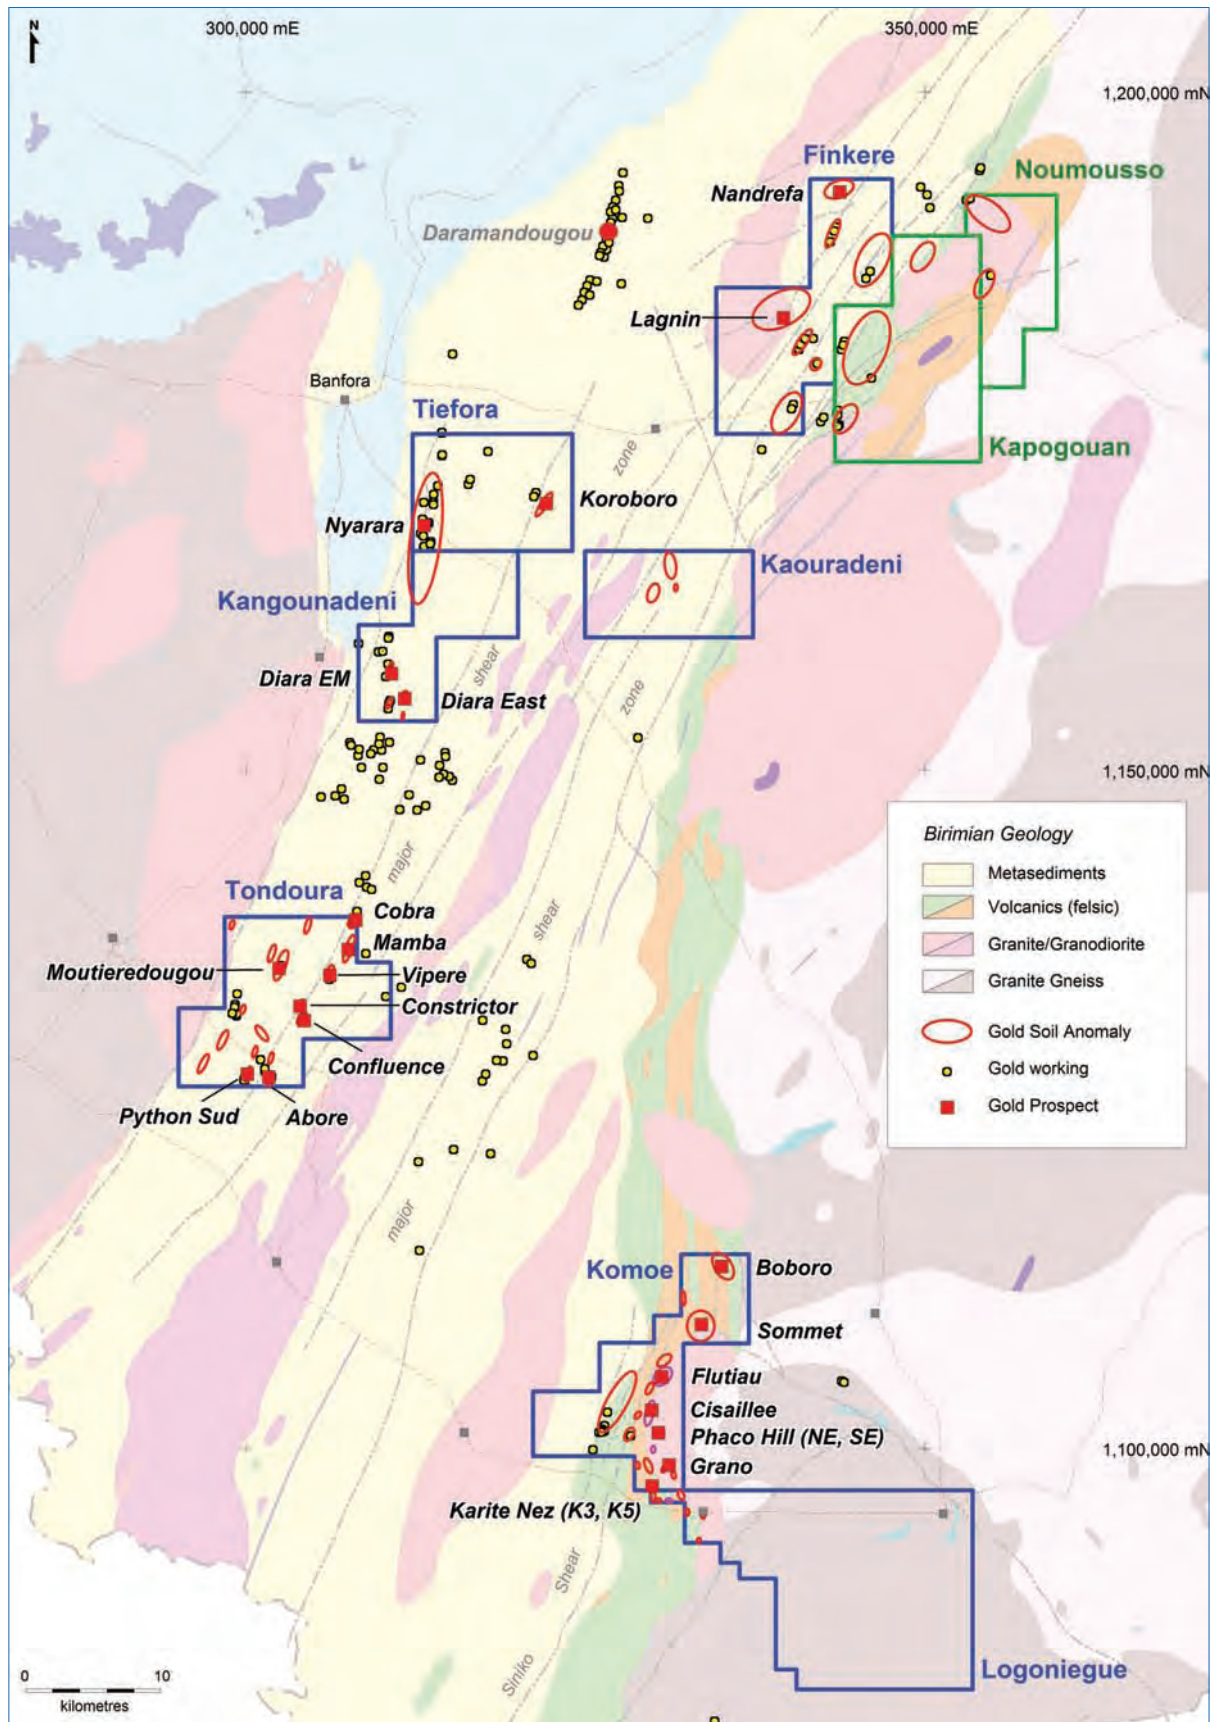 N
300,000 mE
350,000 mE
1,200,000 mN
Finkere
Noumousso
Nandrefa
Daramandougou
Lagnin
Banfora
Tiefora
zone
Kapogouan
Koroboro
Nyarara
Kaouradeni
Kangounadeni
shear
Diara EM
Diara East
zone
1,150,000 mN
Birimian Geology
Metasediments
Volcanics (felsic)
Granite/Granodiorite
Granite Gneiss
Gold Soil Anomaly
Gold working
Gold Prospect
major
Tondoura
Cobra
shear
Mamba
Moutieredougou
Vipere
Constrictor
Confluence
Python Sud
Abore
major
Komoe
Boboro
Sommet
Flutiau
Cisaillee
Phaco Hill (NE, SE)
1,100,000 mN
Grano
Karite Nez (K3, K5)
Shear
Siniko
Logoniegue
0 10
kilometres